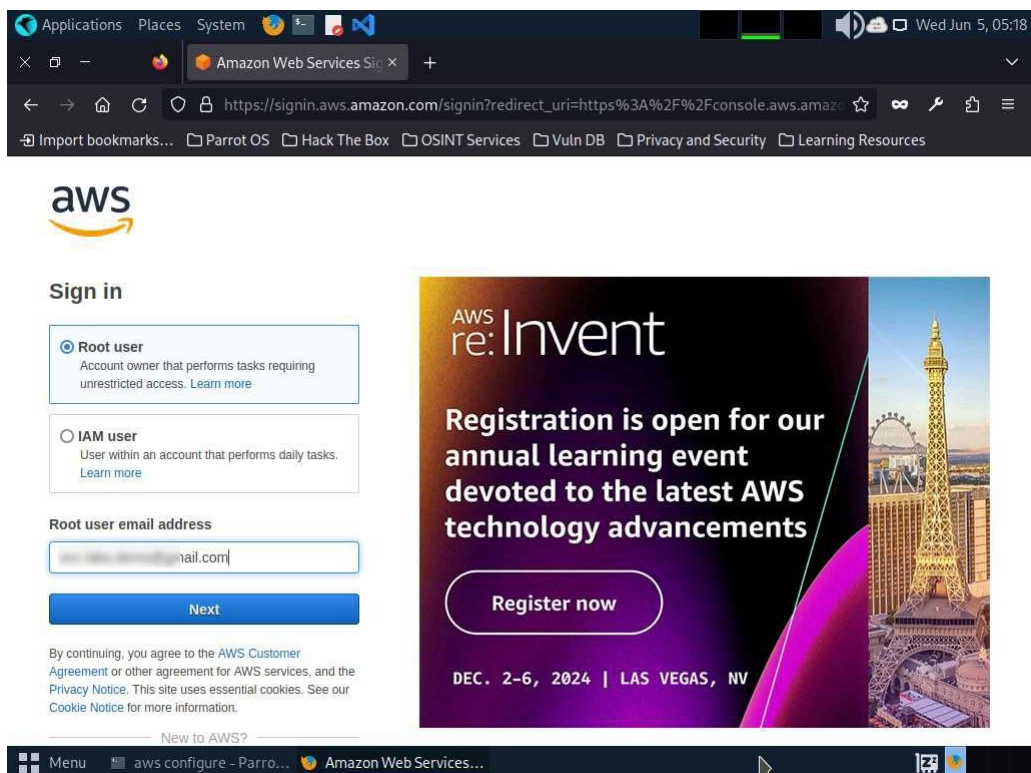 Applications Places System Wed Jun 5, 05:18
Amazon Web Services Sig
https://signin.aws.amazon.com/signin?redirect_uri=https%3A%2F%2Fconsole.aws.amazo
Import bookmarks... Parrot OS Hack The Box OSINT Services Vuln DB Privacy and Security Learning Resources
aws
Sign in
Root user
Account owner that performs tasks requiring
unrestricted access. Learn more
IAM user
User within an account that performs daily tasks.
Learn more
Root user email address
mail.com
Next
By continuing, you agree to the AWS Customer
Agreement or other agreement for AWS services, and the
Privacy Notice. This site uses essential cookies. See our
Cookie Notice for more information.
New to AWS?
AWS
re:Invent
Registration is open for our
annual learning event
devoted to the latest AWS
technology advancements
Register now
DEC. 2-6, 2024 | LAS VEGAS, NV
Menu aws configure - Parro... Amazon Web Services...